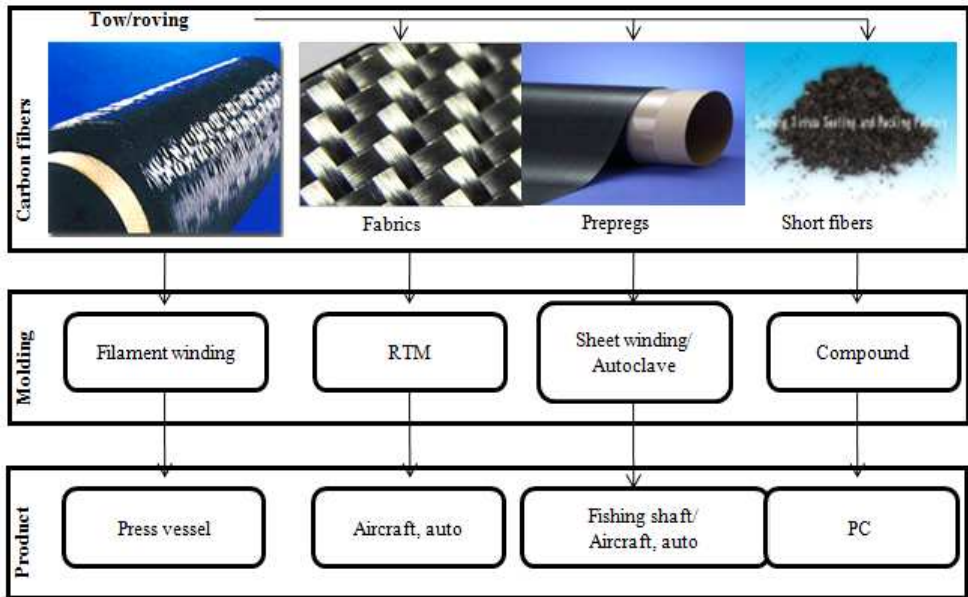 Tow/roving
Carbon fibers
Fabrics
Prepregs
Short fibers
Molding
Filament winding
RTM
Sheet winding/
Autoclave
Compound
Product
Press vessel
Aircraft, auto
Fishing shaft/
Aircraft, auto
PC